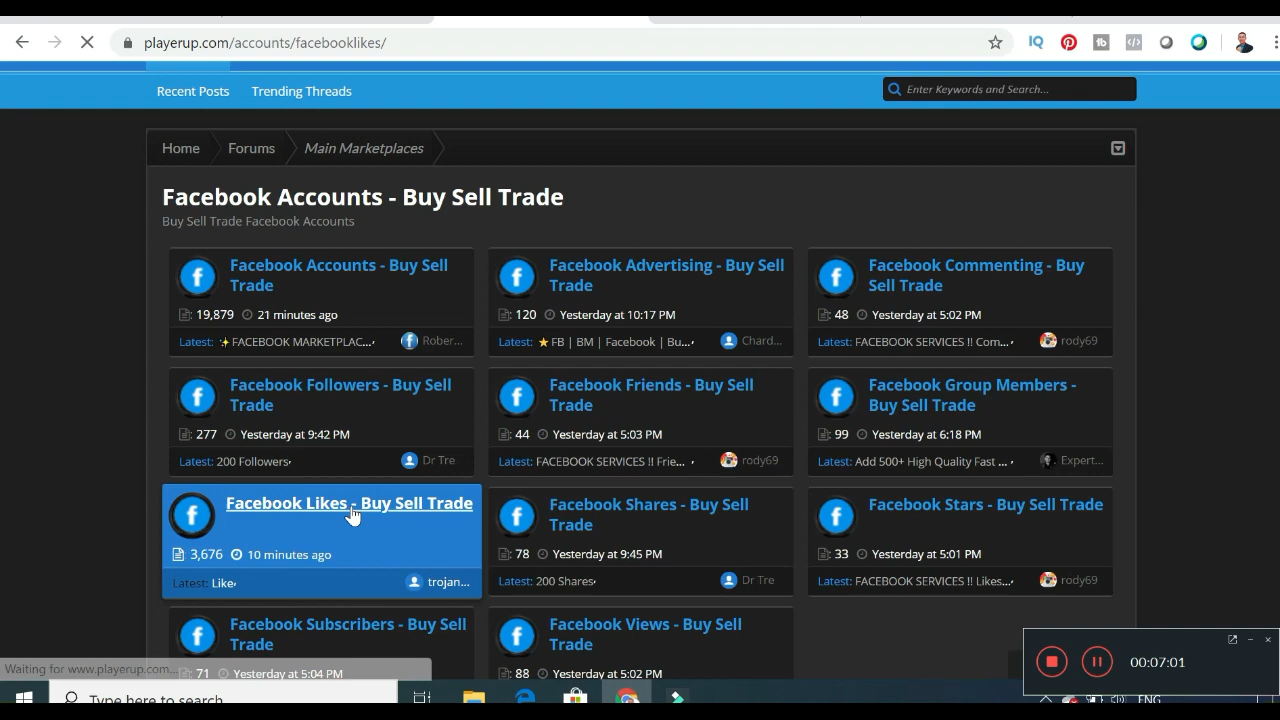 playerup.com/accounts/facebooklikes/
Recent Posts
Trending Threads
Enter Keywords and Search...
Home
Forums
Main Marketplaces
Facebook Accounts - Buy Sell Trade
Buy Sell Trade Facebook Accounts
Facebook Accounts - Buy Sell
Trade
: 19,879 21 minutes ago
Latest: ✨FACEBOOK MARKETPLAC...
Rober...
Facebook Advertising - Buy Sell
Trade
: 120 Yesterday at 10:17 PM
Latest: ⭐FB | BM | Facebook | Bu...
Chard...
Facebook Commenting - Buy
Sell Trade
: 48 Yesterday at 5:02 PM
Latest: FACEBOOK SERVICES !! Com...
rody69
Facebook Followers - Buy Sell
Trade
: 277 Yesterday at 9:42 PM
Latest: 200 Followers
Dr Tre
Facebook Friends - Buy Sell
Trade
: 44 Yesterday at 5:03 PM
Latest: FACEBOOK SERVICES !! Frie...
rody69
Facebook Group Members -
Buy Sell Trade
: 99 Yesterday at 6:18 PM
Latest: Add 500+ High Quality Fast ...
Expert...
Facebook Likes - Buy Sell Trade
: 3,676 10 minutes ago
Latest: Like
trojan...
Facebook Shares - Buy Sell
Trade
: 78 Yesterday at 9:45 PM
Latest: 200 Shares
Dr Tre
Facebook Stars - Buy Sell Trade
: 33 Yesterday at 5:01 PM
Latest: FACEBOOK SERVICES !! Likes...
rody69
Facebook Subscribers - Buy Sell
Trade
71 Yesterday at 5:04 PM
Facebook Views - Buy Sell
Trade
88 Yesterday at 5:02 PM
Waiting for www.playerup.com...
00:07:01
Type here to search
ENG